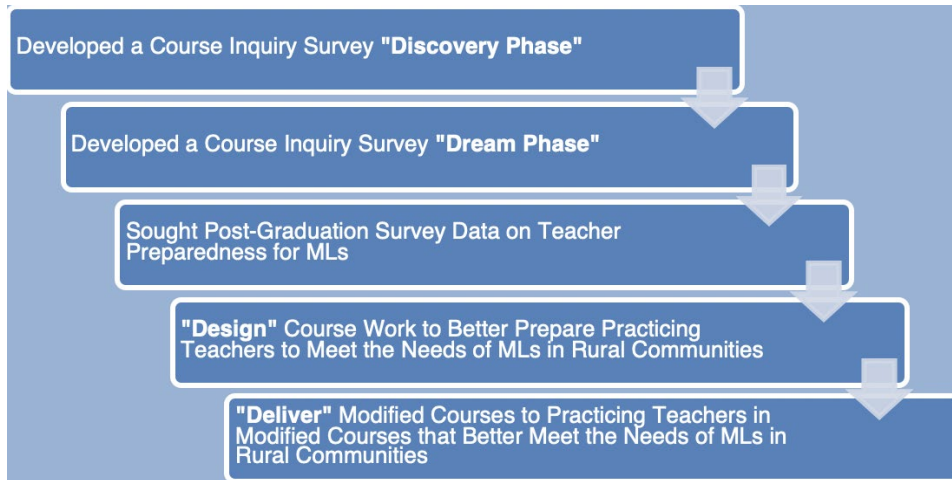 Developed a Course Inquiry Survey "Discovery Phase"
Developed a Course Inquiry Survey "Dream Phase"
Sought Post-Graduation Survey Data on Teacher
Preparedness for MLs
"Design" Course Work to Better Prepare Practicing
Teachers to Meet the Needs of MLs in Rural Communities
"Deliver" Modified Courses to Practicing Teachers in
Modified Courses that Better Meet the Needs of MLs in
Rural Communities